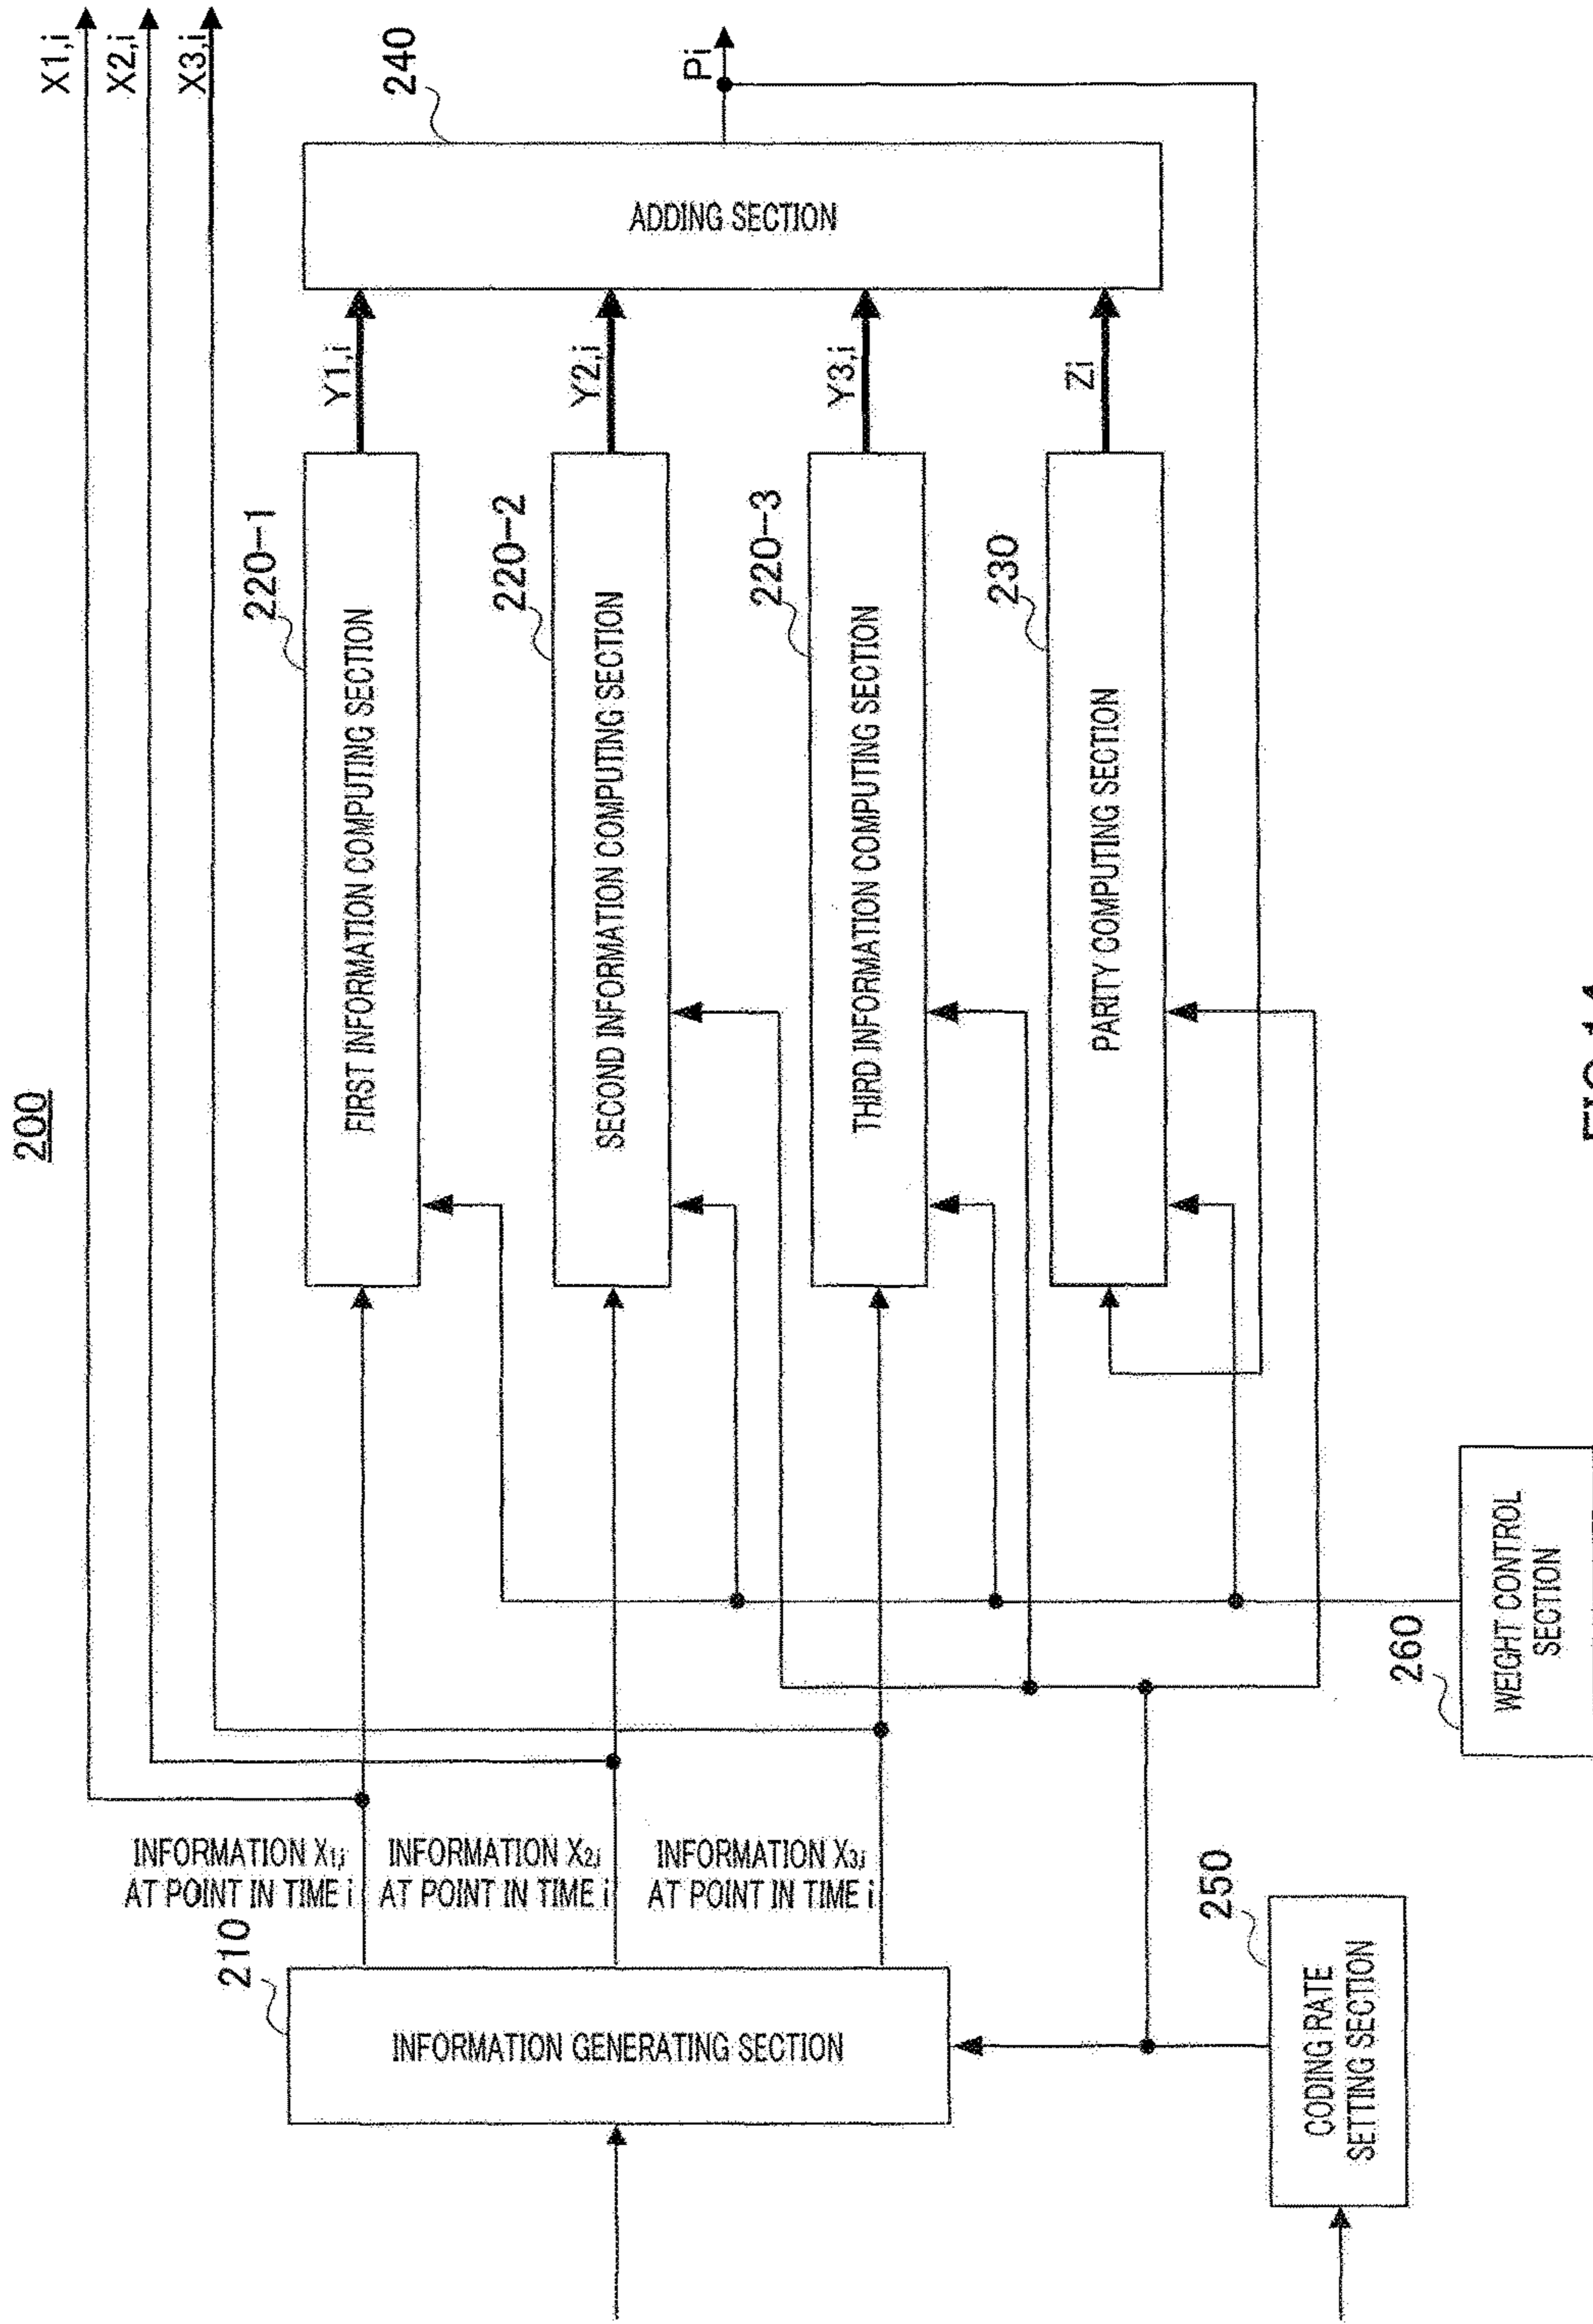 200
X1,i
X2,i
X3,i
INFORMATION X1,i
AT POINT IN TIME i
INFORMATION X2,i
AT POINT IN TIME i
INFORMATION X3,i
AT POINT IN TIME i
210
INFORMATION GENERATING SECTION
220-1
FIRST INFORMATION COMPUTING SECTION
Y1,i
220-2
SECOND INFORMATION COMPUTING SECTION
Y2,i
220-3
THIRD INFORMATION COMPUTING SECTION
Y3,i
230
PARITY COMPUTING SECTION
Zi
240
ADDING SECTION
Pi
250
CODING RATE
SETTING SECTION
260
WEIGHT CONTROL
SECTION